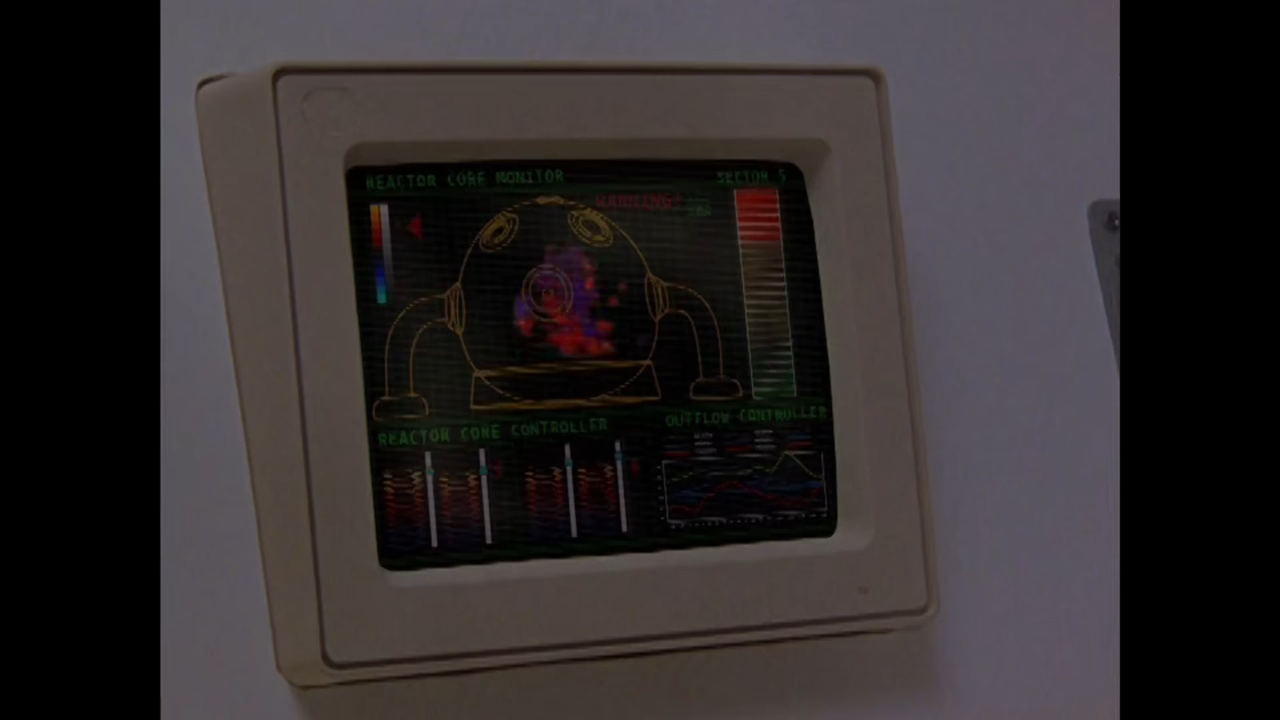 REACTOR CORE MONITOR
SECTOR 5
WARNING!
REACTOR CORE CONTROLLER
OUTFLOW CONTROLLER